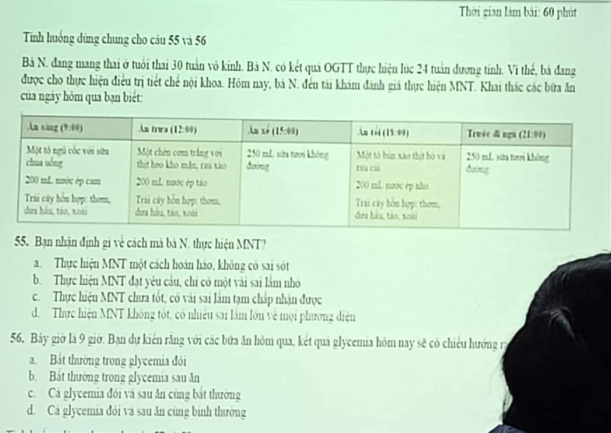 Thời gian làm bài: 60 phút
Tình huống dùng chung cho câu 55 và 56
Bà N. đang mang thai ở tuổi thai 30 tuần vô kinh. Bà N. có kết quả OGTT thực hiện lúc 24 tuần dương tính. Vì thế, bà đang
được cho thực hiện điều trị tiết chế nội khoa. Hôm nay, bà N. đến tái khám đánh giá thực hiện MNT. Khai thác các bữa ăn
của ngày hôm qua bạn biết:
Ăn sáng (9:00) Ăn trưa (12:00) Ăn xế (15:00) Ăn tối (18:00) Trước đi ngủ (21:00)
Một tô ngũ cốc với sữa Một chén cơm trắng với 250 mL sữa tươi không Một tô bún xào thịt bò và 250 mL sữa tươi không
chua uống thịt heo kho mặn, rau xào đường rau cải đường
200 mL nước ép cam 200 mL nước ép táo 200 mL nước ép nho
Trái cây hỗn hợp: thơm, Trái cây hỗn hợp: thơm, Trái cây hỗn hợp: thơm,
dưa hấu, táo, xoài dưa hấu, táo, xoài dưa hấu, táo, xoài
55. Bạn nhận định gì về cách mà bà N. thực hiện MNT?
a. Thực hiện MNT một cách hoàn hảo, không có sai sót
b. Thực hiện MNT đạt yêu cầu, chỉ có một vài sai lầm nhỏ
c. Thực hiện MNT chưa tốt, có vài sai lầm tạm chấp nhận được
d. Thực hiện MNT không tốt, có nhiều sai lầm lớn về mọi phương diện
56. Bây giờ là 9 giờ. Bạn dự kiến rằng với các bữa ăn hôm qua, kết quả glycemia hôm nay sẽ có chiều hướng
a. Bất thường trong glycemia đói
b. Bất thường trong glycemia sau ăn
c. Cả glycemia đói và sau ăn cùng bất thường
d. Cả glycemia đói và sau ăn cùng bình thường